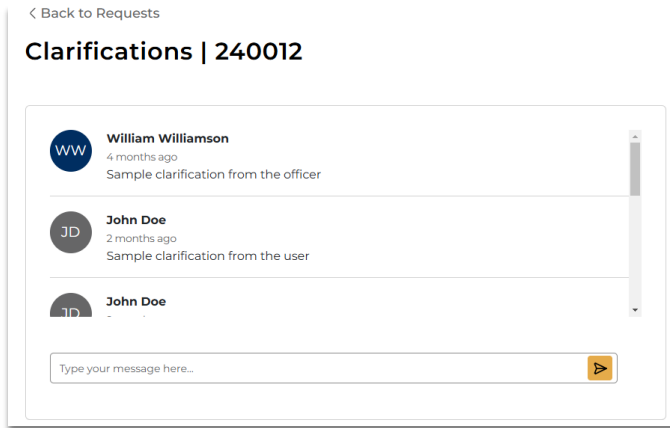 < Back to Requests
Clarifications | 240012
WW
William Williamson
4 months ago
Sample clarification from the officer
JD
John Doe
2 months ago
Sample clarification from the user
JD
John Doe
Type your message here...